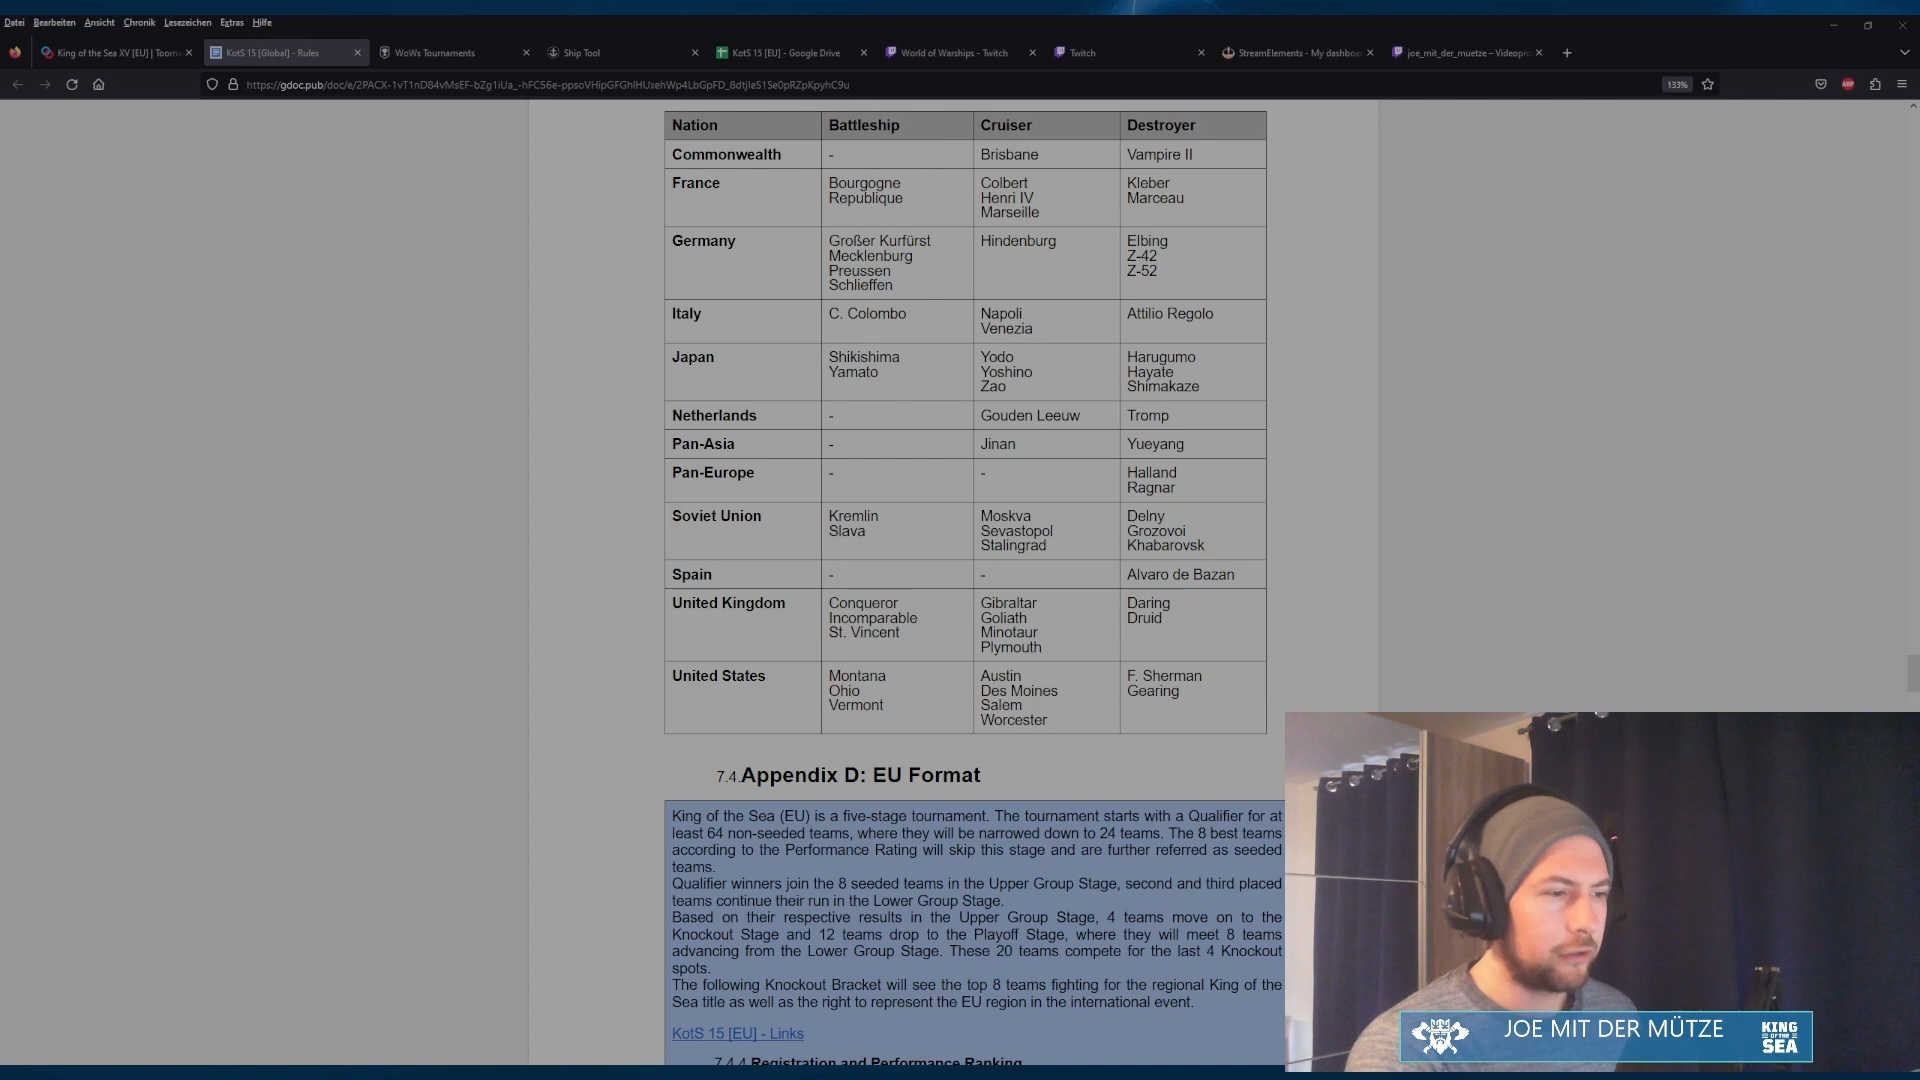 Datei Bearbeiten Ansicht Chronik Lesezeichen Extras Hilfe
King of the Sea XV [EU] | Toorna
KotS 15 [Global] - Rules
WoWs Tournaments
Ship Tool
KotS 15 [EU] - Google Drive
World of Warships - Twitch
Twitch
StreamElements - My dashboa
joe_mit_der_muetze – Videopro
133%
Nation Battleship Cruiser Destroyer
Commonwealth - Brisbane Vampire II
France Bourgogne Colbert Kleber
Republique Henri IV Marceau
Marseille
Germany Großer Kurfürst Hindenburg Elbing
Mecklenburg Z-42
Preussen Z-52
Schlieffen
Italy C. Colombo Napoli Attilio Regolo
Venezia
Japan Shikishima Yodo Harugumo
Yamato Yoshino Hayate
Zao Shimakaze
Netherlands - Gouden Leeuw Tromp
Pan-Asia - Jinan Yueyang
Pan-Europe - - Halland
Ragnar
Soviet Union Kremlin Moskva Delny
Slava Sevastopol Grozovoi
Stalingrad Khabarovsk
Spain - - Alvaro de Bazan
United Kingdom Conqueror Gibraltar Daring
Incomparable Goliath Druid
St. Vincent Minotaur
Plymouth
United States Montana Austin F. Sherman
Ohio Des Moines Gearing
Vermont Salem
Worcester
7.4.Appendix D: EU Format
King of the Sea (EU) is a five-stage tournament. The tournament starts with a Qualifier for at
least 64 non-seeded teams, where they will be narrowed down to 24 teams. The 8 best teams
according to the Performance Rating will skip this stage and are further referred as seeded
teams.
Qualifier winners join the 8 seeded teams in the Upper Group Stage, second and third placed
teams continue their run in the Lower Group Stage.
Based on their respective results in the Upper Group Stage, 4 teams move on to the
Knockout Stage and 12 teams drop to the Playoff Stage, where they will meet 8 teams
advancing from the Lower Group Stage. These 20 teams compete for the last 4 Knockout
spots.
The following Knockout Bracket will see the top 8 teams fighting for the regional King of the
Sea title as well as the right to represent the EU region in the international event.
KotS 15 [EU] - Links
7.4.4 Registration and Performance Ranking
JOE MIT DER MÜTZE
KING
OF THE
SEA